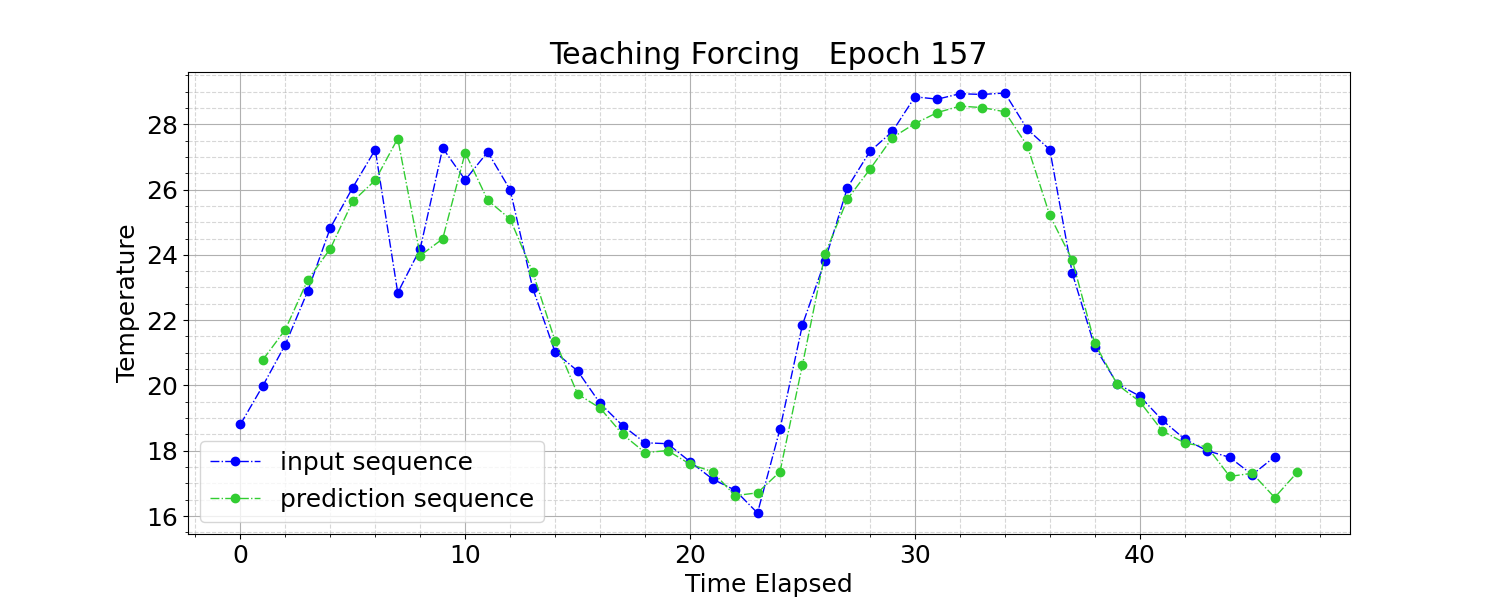 Teaching Forcing   Epoch 157
28
26
24
22
20
18
16
Temperature
input sequence
prediction sequence
0 10 20 30 40
Time Elapsed